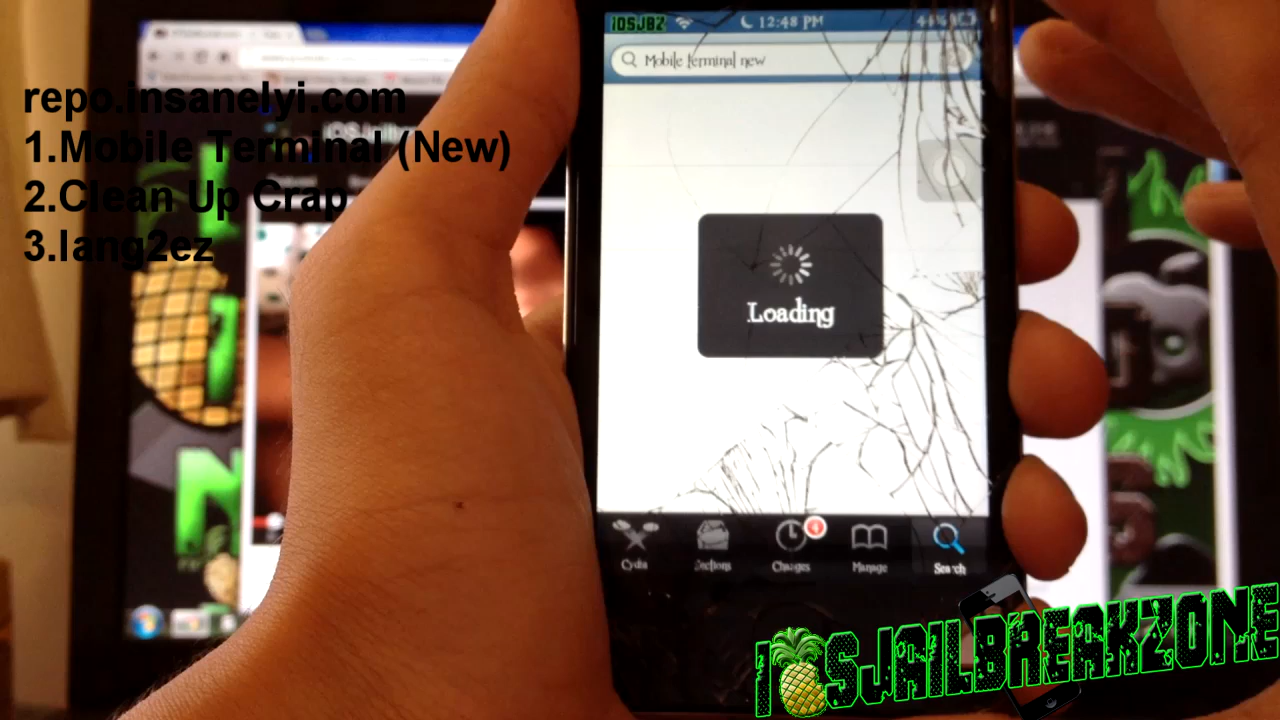 repo.insanelyi.com
1.Mobile Terminal (New)
2.Clean Up Crap
3.lang2ez
IOSJBZ 12:48 PM
Mobile terminal new
Loading
4
Cydia Sections Changes Manage Search
IOSJAILBREAKZONE